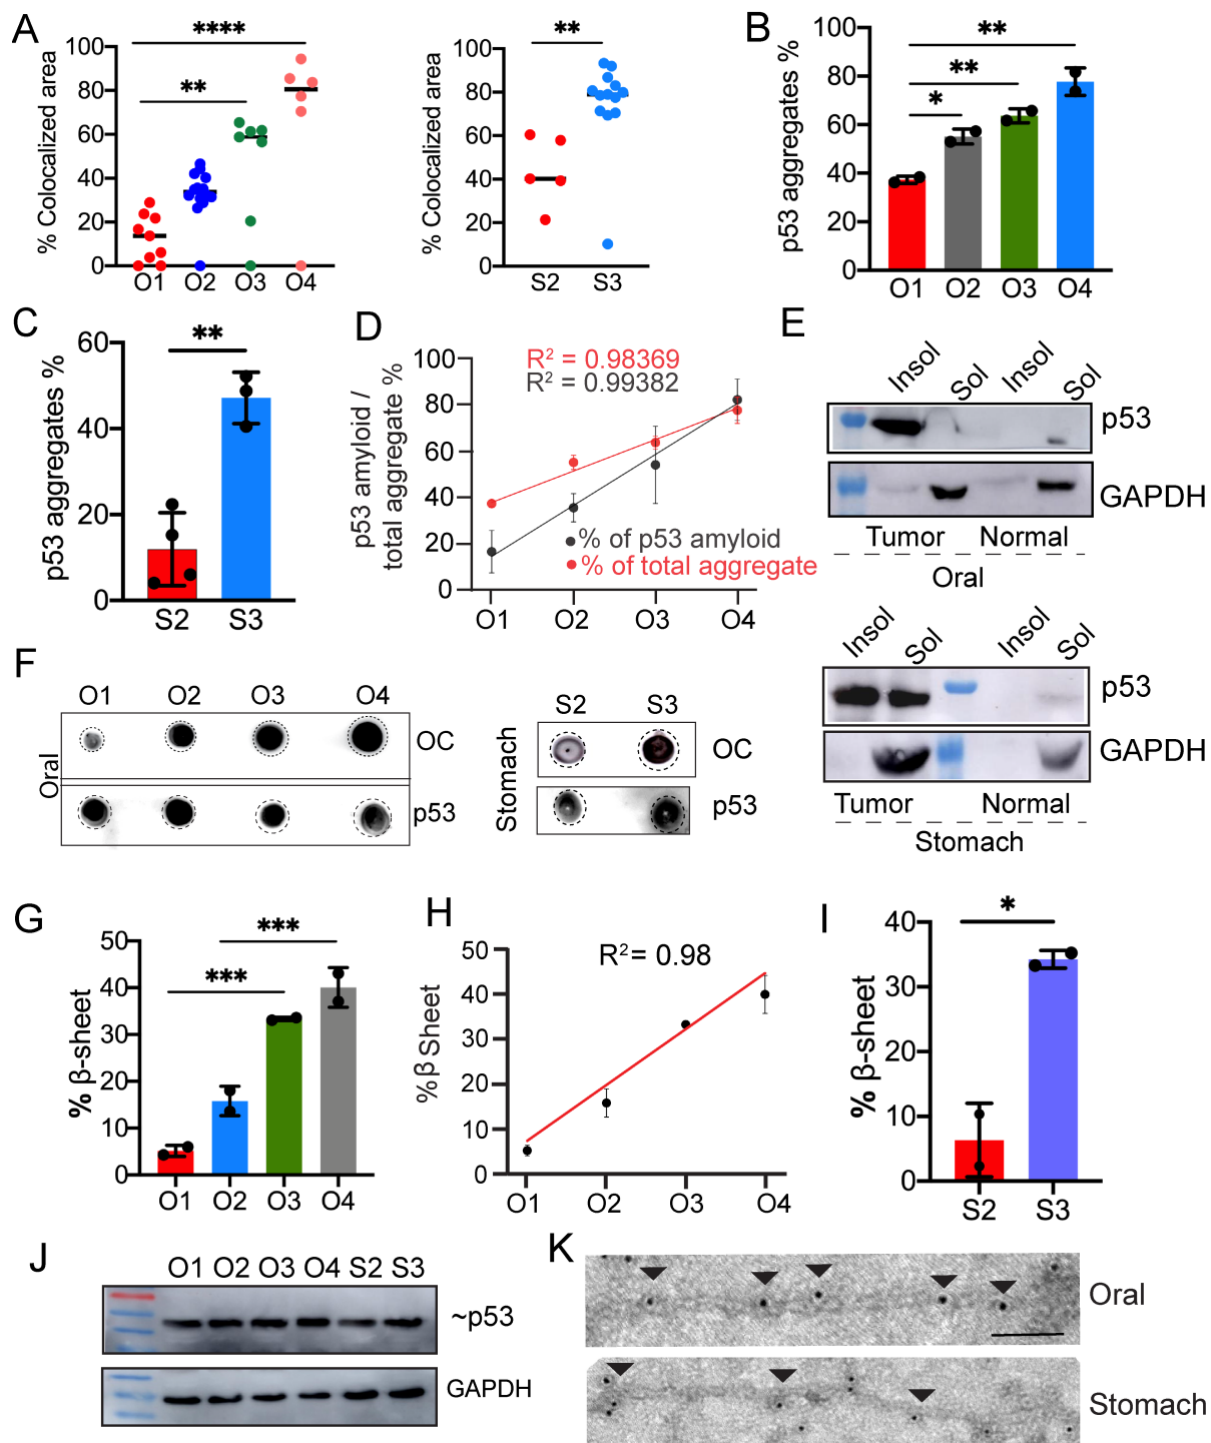 A
****
**
% Colocalized area
100
80
60
40
20
0
O1 O2 O3 O4
**
% Colocalized area
100
80
60
40
20
0
S2 S3
B
**
**
*
p53 aggregates %
100
80
60
40
20
0
O1 O2 O3 O4
C
**
p53 aggregates %
60
40
20
0
S2 S3
D
p53 amyloid /
total aggregate %
100
80
60
40
20
0
R² = 0.98369
R² = 0.99382
% of p53 amyloid
% of total aggregate
O1 O2 O3 O4
E
Insol Sol Insol Sol
p53
GAPDH
Tumor Normal
Oral
Insol Sol Insol Sol
p53
GAPDH
Tumor Normal
Stomach
F
O1 O2 O3 O4
Oral
OC
p53
S2 S3
Stomach
OC
p53
G
***
***
% β-sheet
50
40
30
20
10
0
O1 O2 O3 O4
H
R²= 0.98
% β Sheet
50
40
30
20
10
0
O1 O2 O3 O4
I
*
% β-sheet
40
30
20
10
0
S2 S3
J
O1 O2 O3 O4 S2 S3
~p53
GAPDH
K
Oral
Stomach